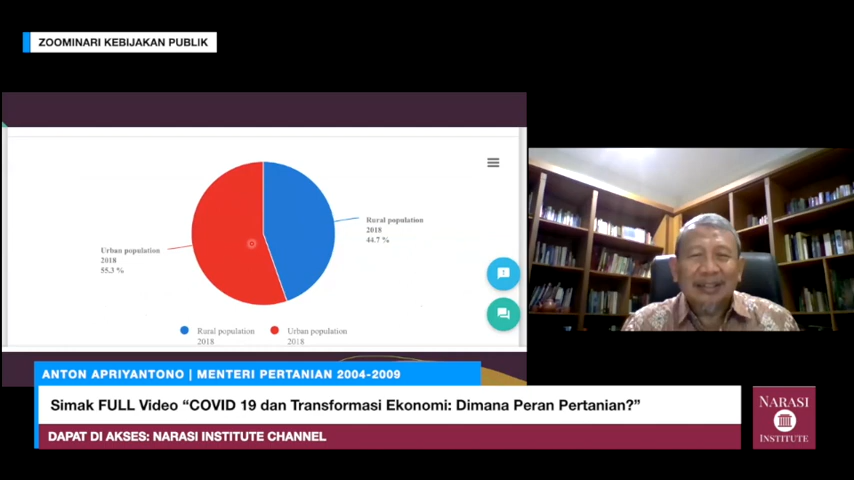 ZOOMINARI KEBIJAKAN PUBLIK
Rural population
2018
44.7 %
Urban population
2018
55.3 %
Rural population
2018
Urban population
2018
ANTON APRIYANTONO | MENTERI PERTANIAN 2004-2009
Simak FULL Video “COVID 19 dan Transformasi Ekonomi: Dimana Peran Pertanian?”
DAPAT DI AKSES: NARASI INSTITUTE CHANNEL
NARASI
INSTITUTE